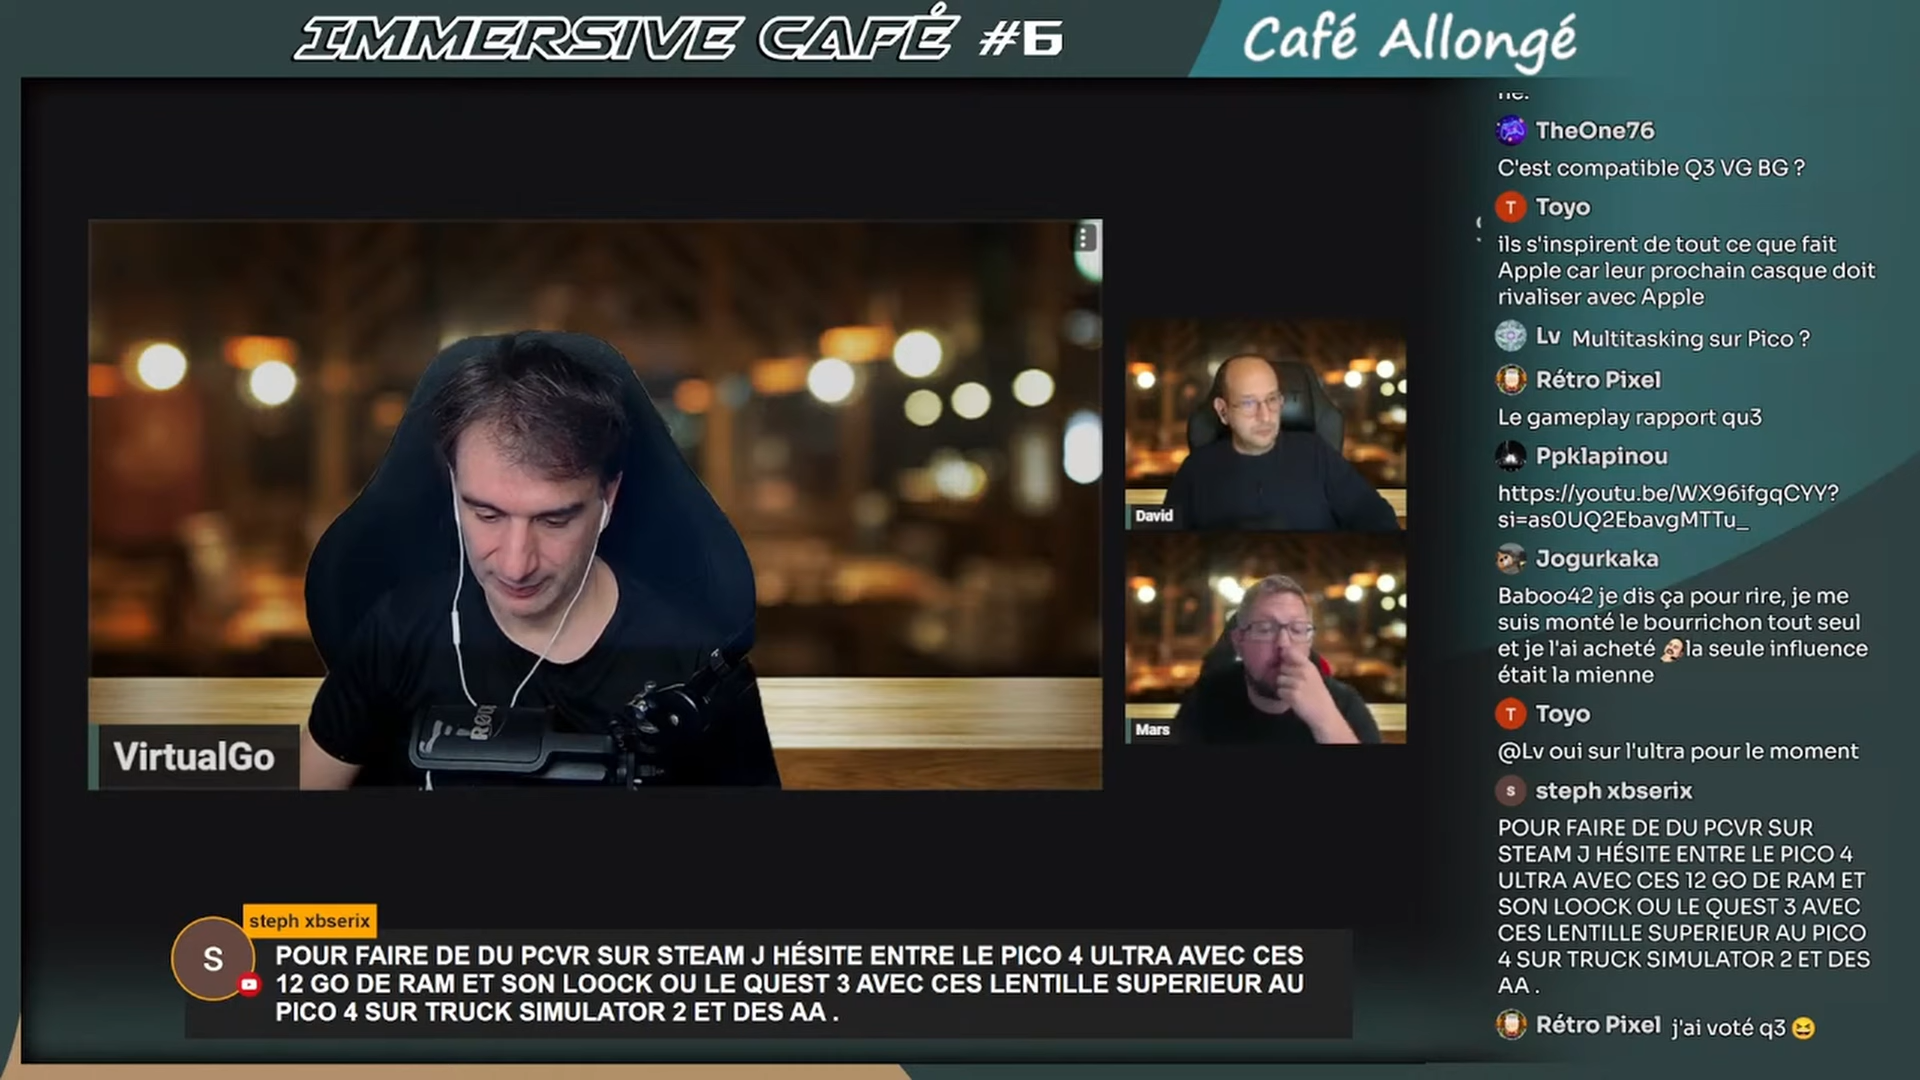 IMMERSIVE CAFÉ #6
Café Allongé
TheOne76
C'est compatible Q3 VG BG ?
T Toyo
ils s'inspirent de tout ce que fait
Apple car leur prochain casque doit
rivaliser avec Apple
Lv Multitasking sur Pico ?
Rétro Pixel
Le gameplay rapport qu3
Ppklapinou
https://youtu.be/WX96ifgqCYY?
si=as0UQ2EbavgMTTu_
Jogurkaka
Baboo42 je dis ça pour rire, je me
suis monté le bourrichon tout seul
et je l'ai acheté la seule influence
était la mienne
T Toyo
@Lv oui sur l'ultra pour le moment
s steph xbserix
POUR FAIRE DE DU PCVR SUR
STEAM J HÉSITE ENTRE LE PICO 4
ULTRA AVEC CES 12 GO DE RAM ET
SON LOOCK OU LE QUEST 3 AVEC
CES LENTILLE SUPERIEUR AU PICO
4 SUR TRUCK SIMULATOR 2 ET DES
AA .
Rétro Pixel j'ai voté q3 😆
David
Mars
RØDE
VirtualGo
steph xbserix
S
POUR FAIRE DE DU PCVR SUR STEAM J HÉSITE ENTRE LE PICO 4 ULTRA AVEC CES
12 GO DE RAM ET SON LOOCK OU LE QUEST 3 AVEC CES LENTILLE SUPERIEUR AU
PICO 4 SUR TRUCK SIMULATOR 2 ET DES AA .